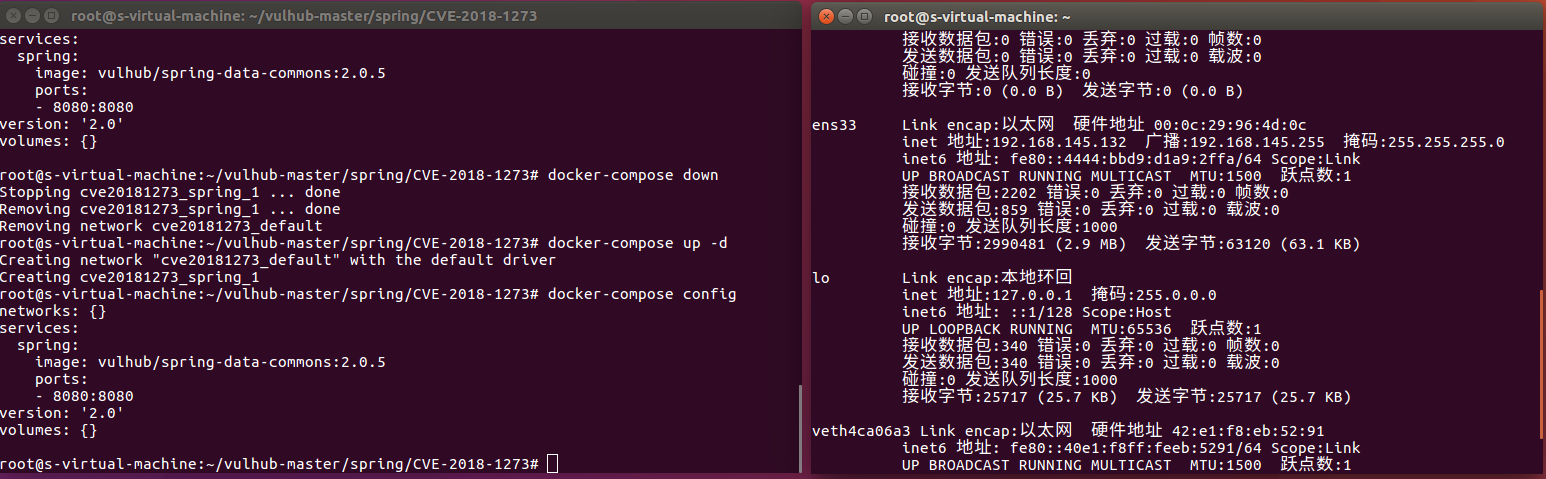 root@s-virtual-machine: ~/vulhub-master/spring/CVE-2018-1273
services:
  spring:
    image: vulhub/spring-data-commons:2.0.5
    ports:
    - 8080:8080
version: '2.0'
volumes: {}
root@s-virtual-machine:~/vulhub-master/spring/CVE-2018-1273# docker-compose down
Stopping cve20181273_spring_1 ... done
Removing cve20181273_spring_1 ... done
Removing network cve20181273_default
root@s-virtual-machine:~/vulhub-master/spring/CVE-2018-1273# docker-compose up -d
Creating network "cve20181273_default" with the default driver
Creating cve20181273_spring_1
root@s-virtual-machine:~/vulhub-master/spring/CVE-2018-1273# docker-compose config
networks: {}
services:
  spring:
    image: vulhub/spring-data-commons:2.0.5
    ports:
    - 8080:8080
version: '2.0'
volumes: {}
root@s-virtual-machine:~/vulhub-master/spring/CVE-2018-1273#
root@s-virtual-machine: ~
接收数据包:0 错误:0 丢弃:0 过载:0 帧数:0
发送数据包:0 错误:0 丢弃:0 过载:0 载波:0
碰撞:0 发送队列长度:0
接收字节:0 (0.0 B)  发送字节:0 (0.0 B)
ens33     Link encap:以太网  硬件地址 00:0c:29:96:4d:0c
inet 地址:192.168.145.132  广播:192.168.145.255  掩码:255.255.255.0
inet6 地址: fe80::4444:bbd9:d1a9:2ffa/64 Scope:Link
UP BROADCAST RUNNING MULTICAST  MTU:1500  跃点数:1
接收数据包:2202 错误:0 丢弃:0 过载:0 帧数:0
发送数据包:859 错误:0 丢弃:0 过载:0 载波:0
碰撞:0 发送队列长度:1000
接收字节:2990481 (2.9 MB)  发送字节:63120 (63.1 KB)
lo        Link encap:本地环回
inet 地址:127.0.0.1  掩码:255.0.0.0
inet6 地址: ::1/128 Scope:Host
UP LOOPBACK RUNNING  MTU:65536  跃点数:1
接收数据包:340 错误:0 丢弃:0 过载:0 帧数:0
发送数据包:340 错误:0 丢弃:0 过载:0 载波:0
碰撞:0 发送队列长度:1000
接收字节:25717 (25.7 KB)  发送字节:25717 (25.7 KB)
veth4ca06a3 Link encap:以太网  硬件地址 42:e1:f8:eb:52:91
inet6 地址: fe80::40e1:f8ff:feeb:5291/64 Scope:Link
UP BROADCAST RUNNING MULTICAST  MTU:1500  跃点数:1